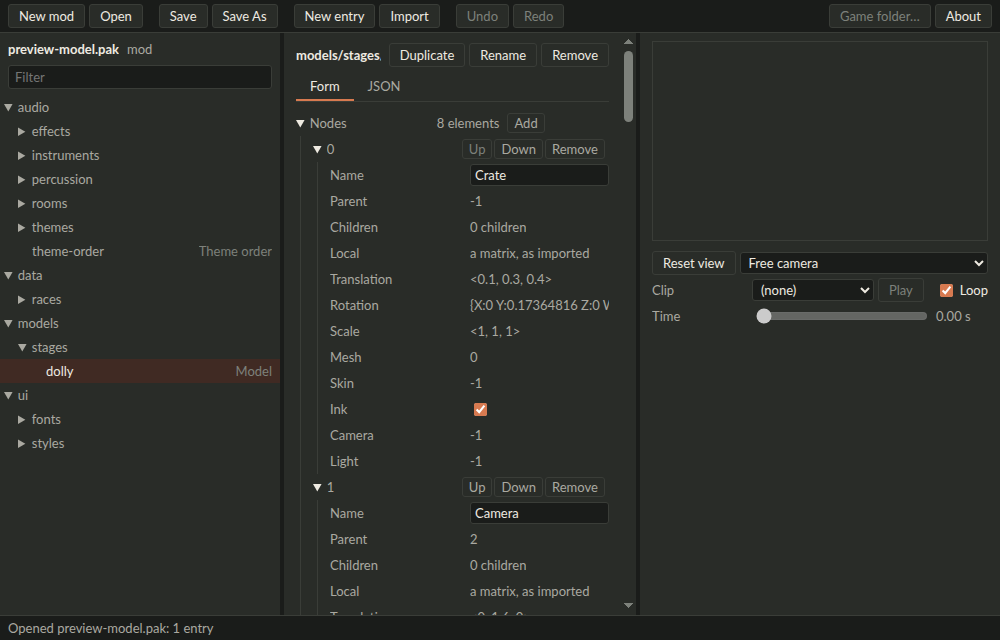 New mod Open Save Save As New entry Import Undo Redo Game folder... About
preview-model.pak mod
Filter
audio
effects
instruments
percussion
rooms
themes
theme-order Theme order
data
races
models
stages
dolly Model
ui
fonts
styles
models/stages Duplicate Rename Remove
Form JSON
Nodes 8 elements Add
0 Up Down Remove
Name Crate
Parent -1
Children 0 children
Local a matrix, as imported
Translation <0.1, 0.3, 0.4>
Rotation {X:0 Y:0.17364816 Z:0 W
Scale <1, 1, 1>
Mesh 0
Skin -1
Ink
Camera -1
Light -1
1 Up Down Remove
Name Camera
Parent 2
Children 0 children
Local a matrix, as imported
Reset view Free camera
Clip (none) Play Loop
Time 0.00 s
Opened preview-model.pak: 1 entry